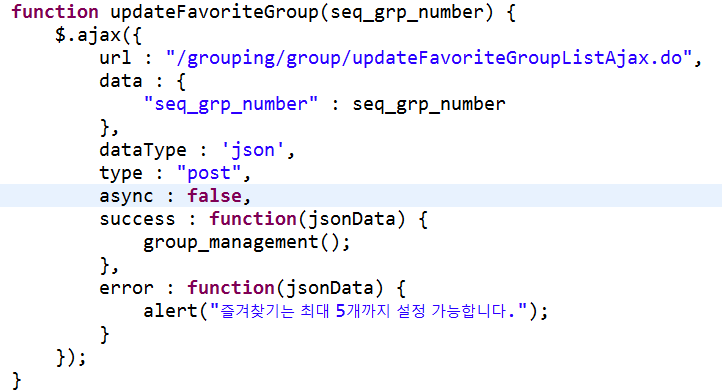 function updateFavoriteGroup(seq_grp_number) {
    $.ajax({
        url : "/grouping/group/updateFavoriteGroupListAjax.do",
        data : {
            "seq_grp_number" : seq_grp_number
        },
        dataType : 'json',
        type : "post",
        async : false,
        success : function(jsonData) {
            group_management();
        },
        error : function(jsonData) {
            alert("즐겨찾기는 최대 5개까지 설정 가능합니다.");
        }
    });
}